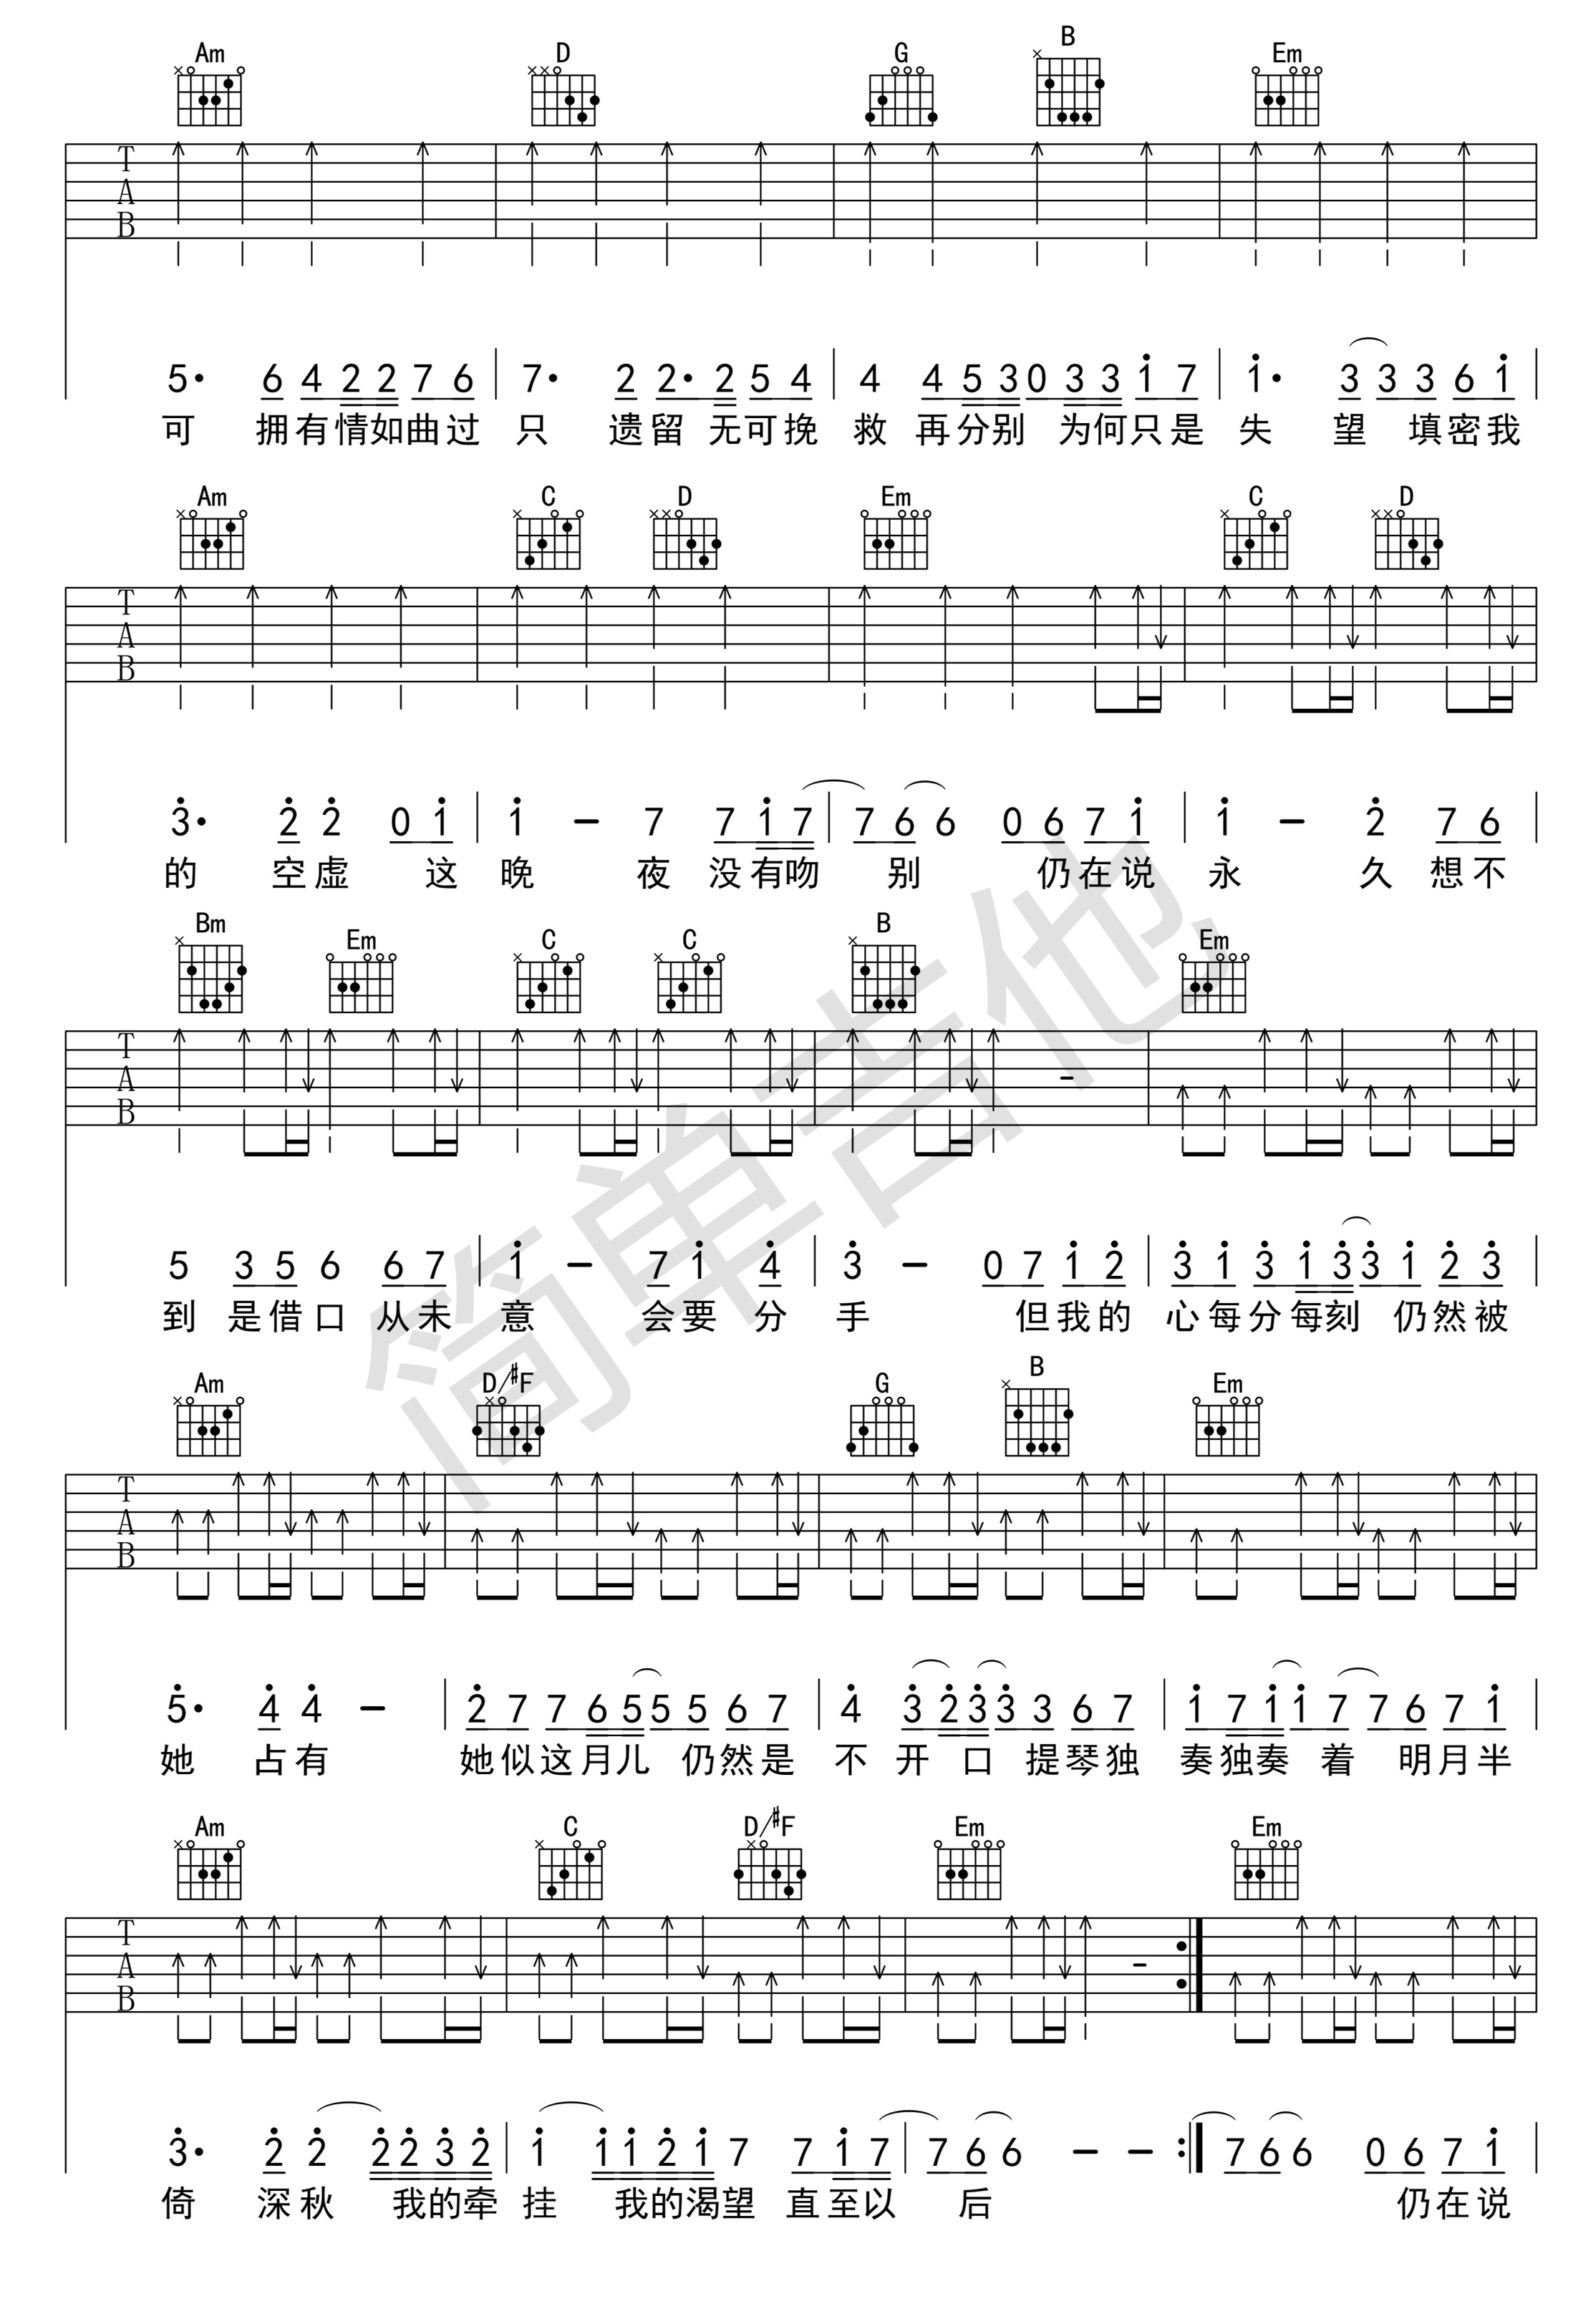 Am D G B Em
T
A
B
5· 6 4 2 2 7 6 | 7· 2 2· 2 5 4 | 4 4 5 3 0 3 3 1 7 | 1· 3 3 3 6 1 |
可 拥有情如曲过 只 遗留 无可挽 救 再分别 为何只是 失 望 填密我
Am C D Em C D
T
A
B
3· 2 2 0 1 | 1 – 7 7 1 7 | 7 6 6 0 6 7 1 | 1 – 2 7 6 |
的 空虚 这 晚 夜 没有吻 别 仍在说 永 久 想不
Bm Em C C B Em
T
A
B
5 3 5 6 6 7 | 1 – 7 1 4 | 3 – 0 7 1 2 | 3 1 3 1 3 3 1 2 3 |
到 是借口 从未 意 会要 分 手 但我的 心每分每刻 仍然被
Am D/#F G B Em
T
A
B
5· 4 4 – | 2 7 7 6 5 5 5 6 7 | 4 3 2 3 3 3 6 7 | 1 7 1 1 7 7 6 7 1 |
她 占有 她似这月儿 仍然是 不 开 口 提琴独 奏独奏 着 明月半
Am C D/#F Em Em
T
A
B
3· 2 2 2 2 3 2 | 1 1 1 2 1 7 7 1 7 | 7 6 6 – – :| 7 6 6 0 6 7 1 |
倚 深秋 我的牵 挂 我的渴望 直至以 后 仍在说
简单吉他